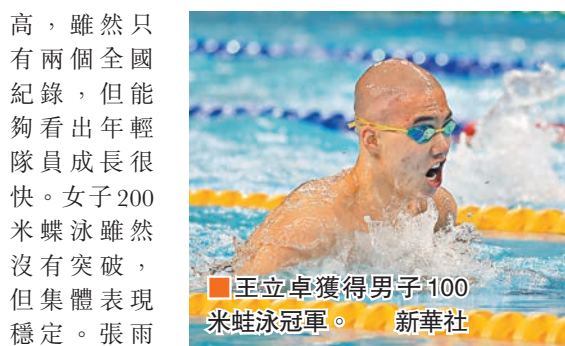 高，雖然只
有兩個全國
紀錄，但能
夠看出年輕
隊員成長很
快。女子200
米蝶泳雖然
沒有突破，
但集體表現
穩定。張雨
■王立卓獲得男子100
米蛙泳冠軍。 新華社